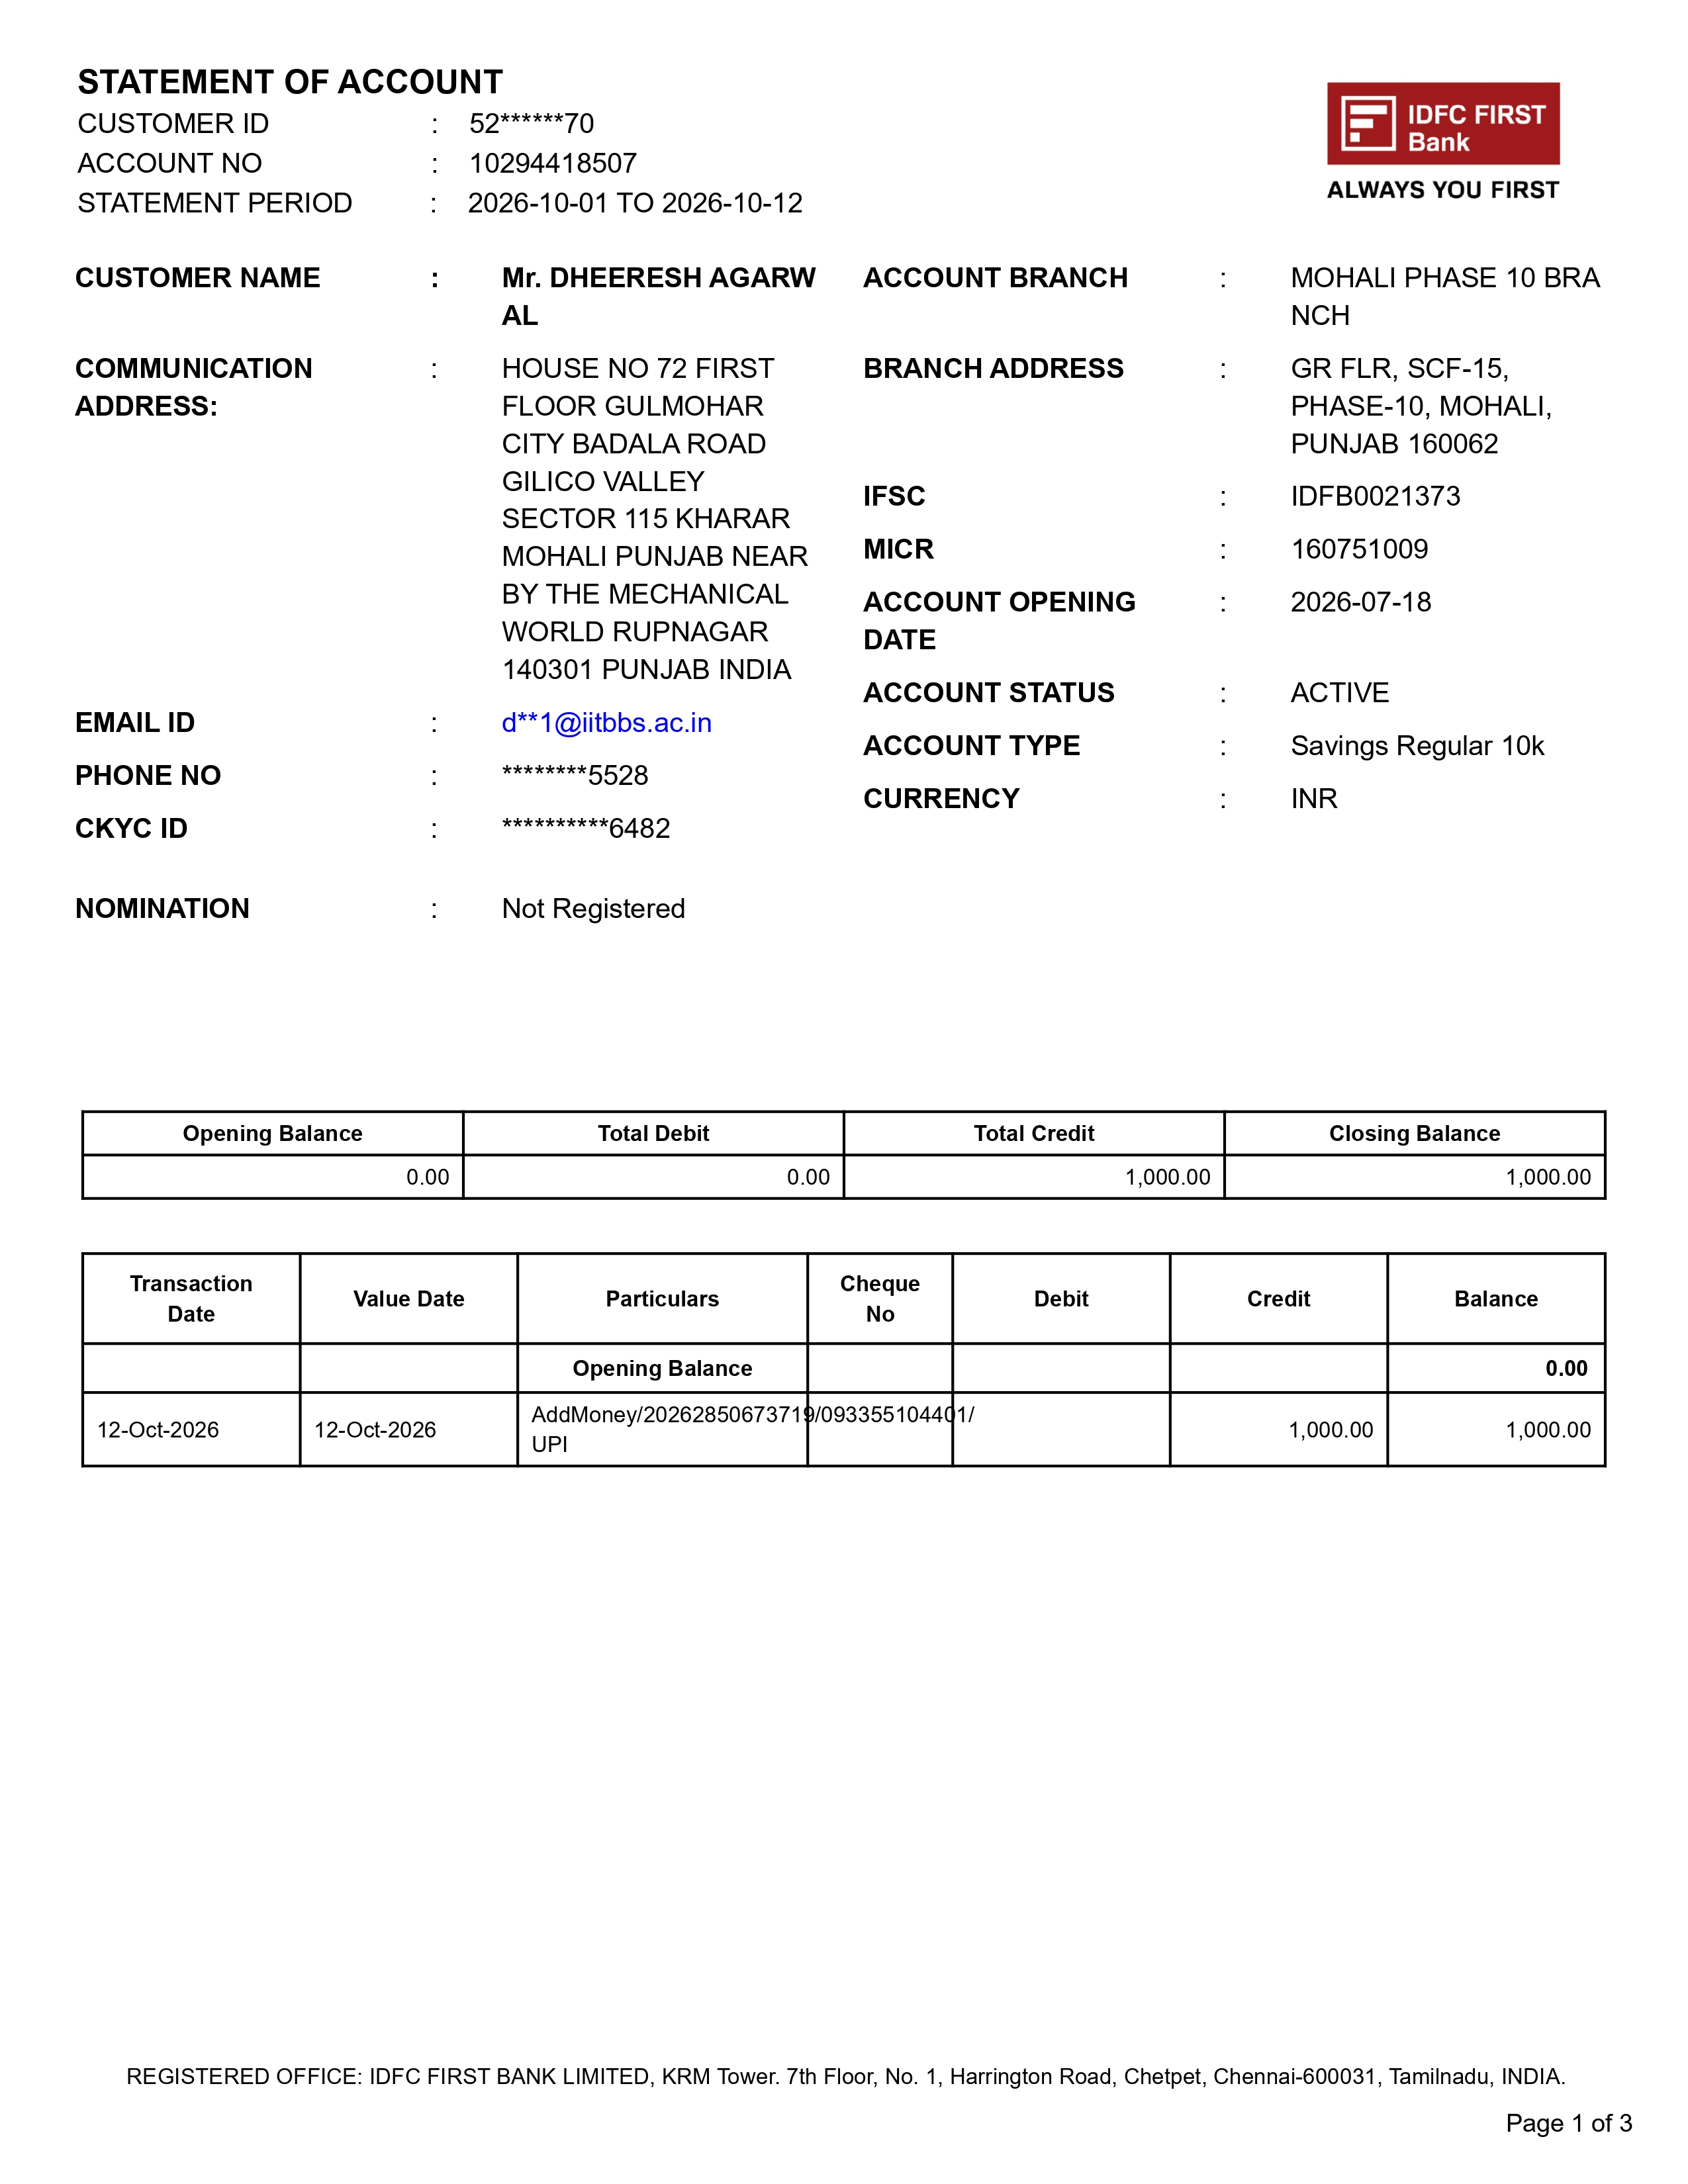 STATEMENT OF ACCOUNT
CUSTOMER ID : 52******70
ACCOUNT NO : 10294418507
STATEMENT PERIOD : 2026-10-01 TO 2026-10-12
IDFC FIRST
Bank
ALWAYS YOU FIRST
CUSTOMER NAME : Mr. DHEERESH AGARW
AL
COMMUNICATION : HOUSE NO 72 FIRST
ADDRESS: FLOOR GULMOHAR
CITY BADALA ROAD
GILICO VALLEY
SECTOR 115 KHARAR
MOHALI PUNJAB NEAR
BY THE MECHANICAL
WORLD RUPNAGAR
140301 PUNJAB INDIA
EMAIL ID : d**1@iitbbs.ac.in
PHONE NO : ********5528
CKYC ID : **********6482
NOMINATION : Not Registered
ACCOUNT BRANCH : MOHALI PHASE 10 BRA
NCH
BRANCH ADDRESS : GR FLR, SCF-15,
PHASE-10, MOHALI,
PUNJAB 160062
IFSC : IDFB0021373
MICR : 160751009
ACCOUNT OPENING : 2026-07-18
DATE
ACCOUNT STATUS : ACTIVE
ACCOUNT TYPE : Savings Regular 10k
CURRENCY : INR
Opening Balance Total Debit Total Credit Closing Balance
0.00 0.00 1,000.00 1,000.00
Transaction Date Value Date Particulars Cheque No Debit Credit Balance
Opening Balance 0.00
12-Oct-2026 12-Oct-2026 AddMoney/20262850673719/093355104401/ 1,000.00 1,000.00
UPI
REGISTERED OFFICE: IDFC FIRST BANK LIMITED, KRM Tower. 7th Floor, No. 1, Harrington Road, Chetpet, Chennai-600031, Tamilnadu, INDIA.
Page 1 of 3